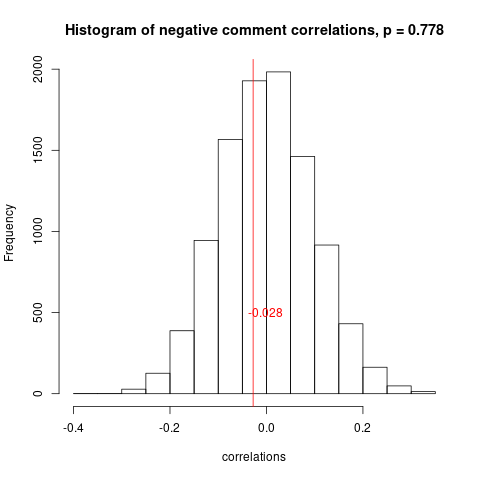 Histogram of negative comment correlations, p = 0.778
Frequency
2000
1500
1000
500
0
-0.028
-0.4 -0.2 0.0 0.2
correlations